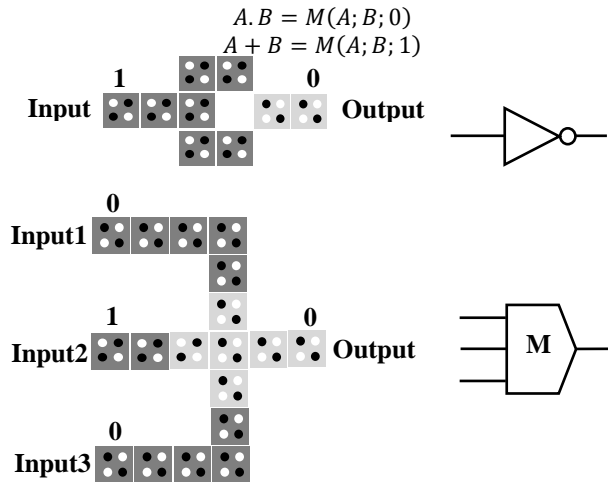 A.B = M(A;B;0)
A + B = M(A;B;1)
1
0
Input
Output
0
Input1
1
0
Input2
Output
M
0
Input3